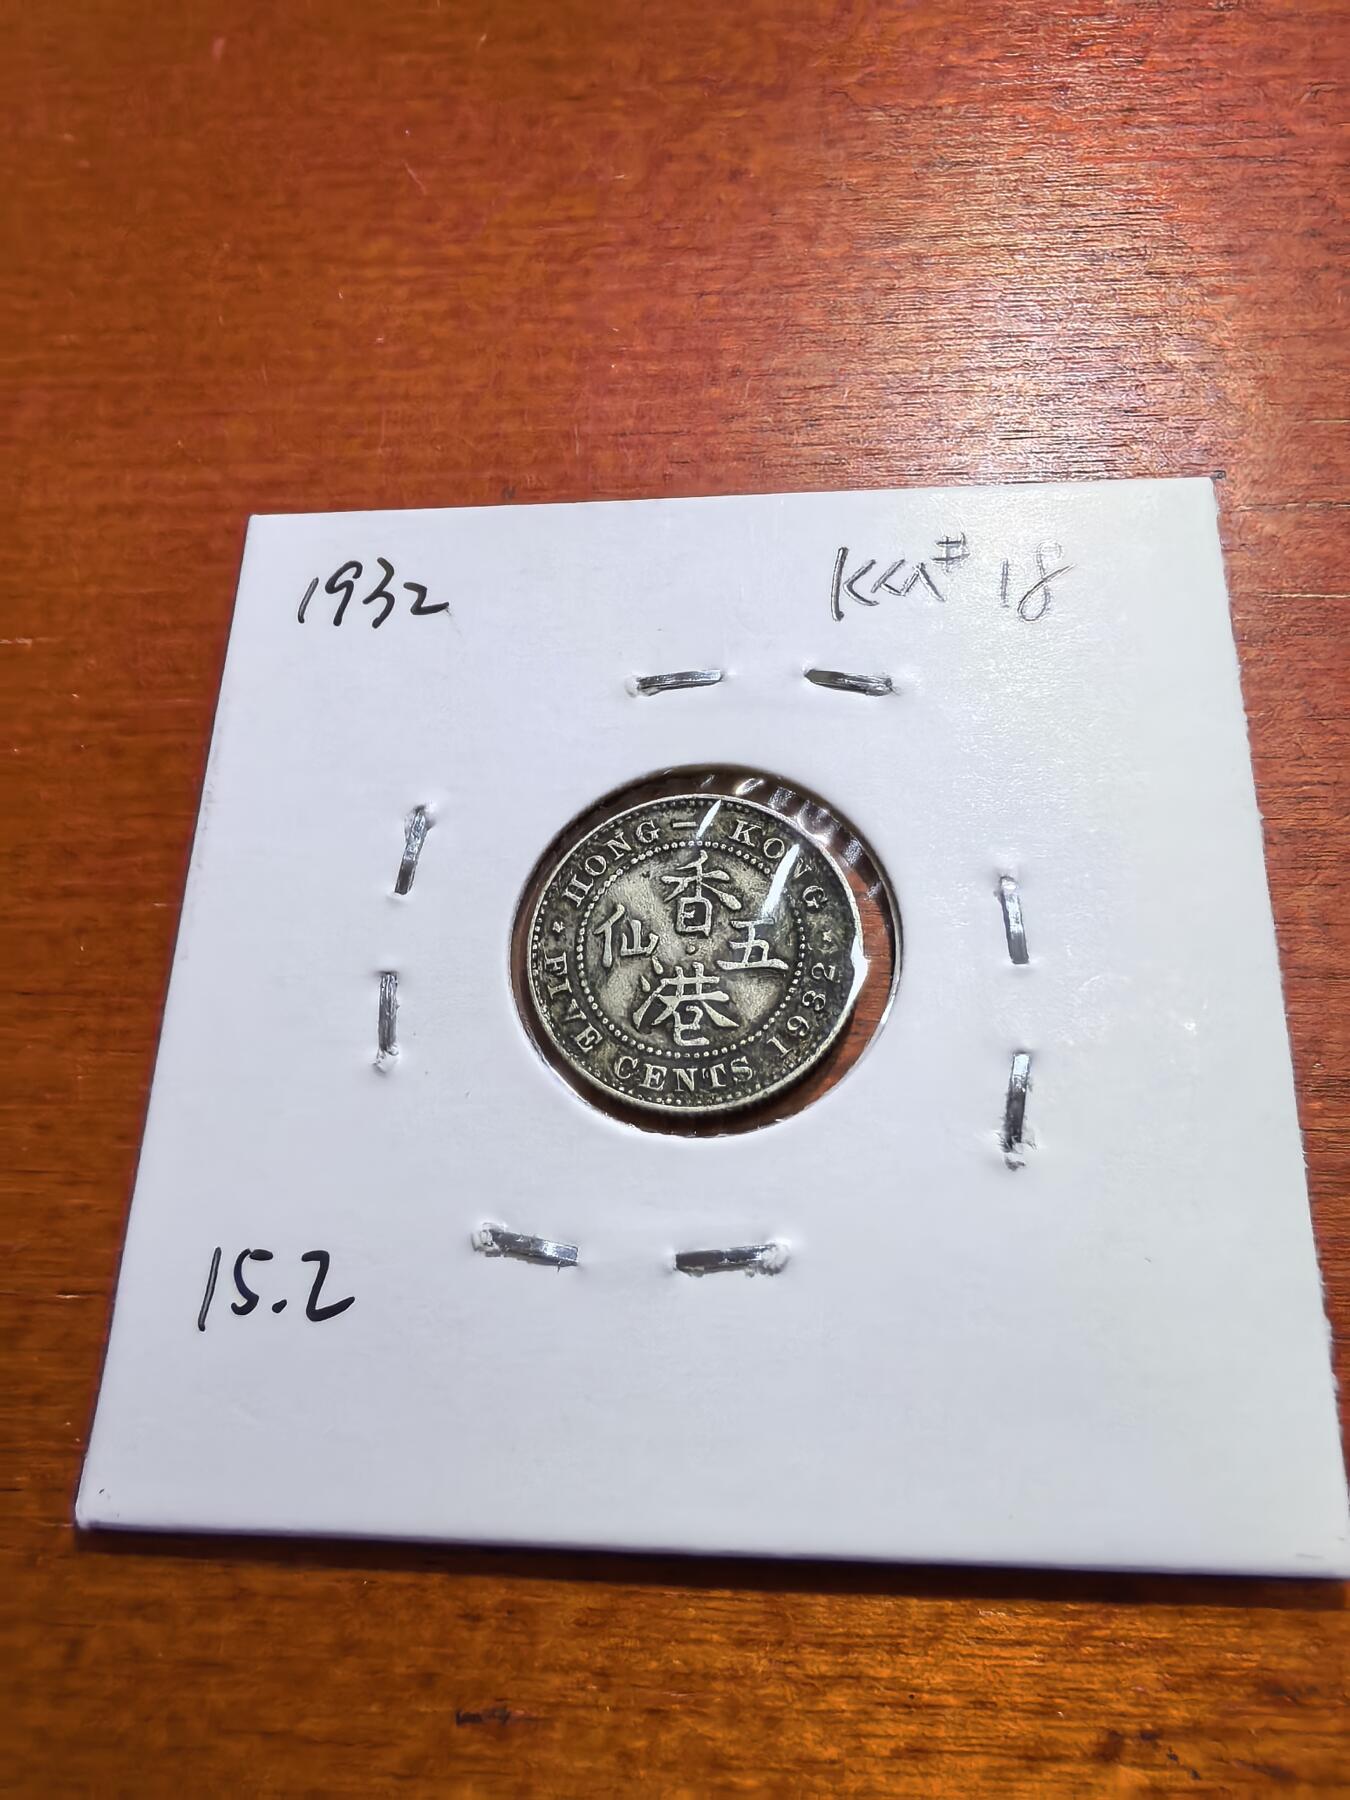 1932
KM# 18
HONG - KONG
香
仙 五
港
FIVE CENTS 1932
15.2